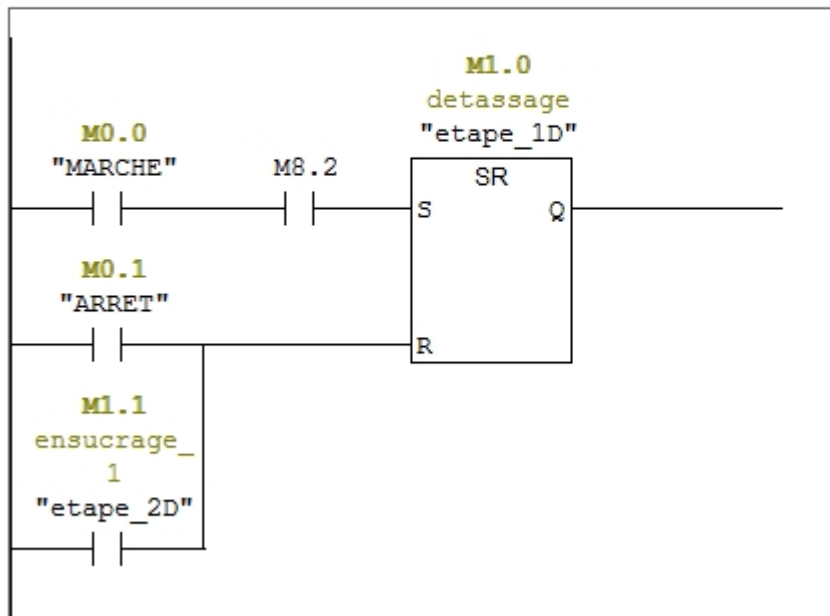 M1.0
detassage
"etape_1D"
M0.0
"MARCHE"
M8.2
SR
S
Q
M0.1
"ARRET"
R
M1.1
ensucrage_
1
"etape_2D"